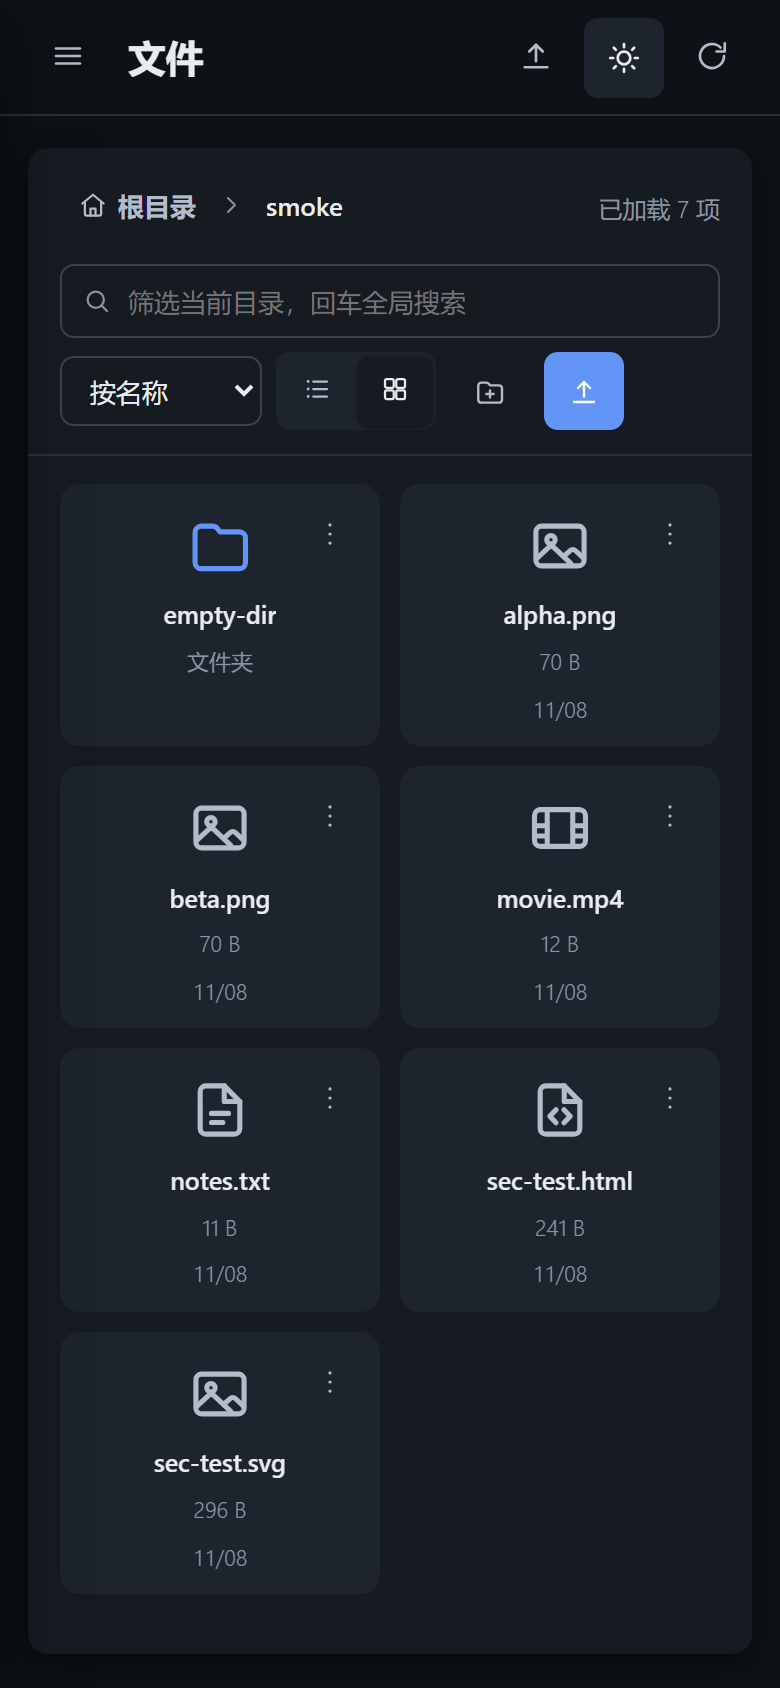 文件
根目录 smoke 已加载 7 项
筛选当前目录，回车全局搜索
按名称
empty-dir
文件夹
alpha.png
70 B
11/08
beta.png
70 B
11/08
movie.mp4
12 B
11/08
notes.txt
11 B
11/08
sec-test.html
241 B
11/08
sec-test.svg
296 B
11/08